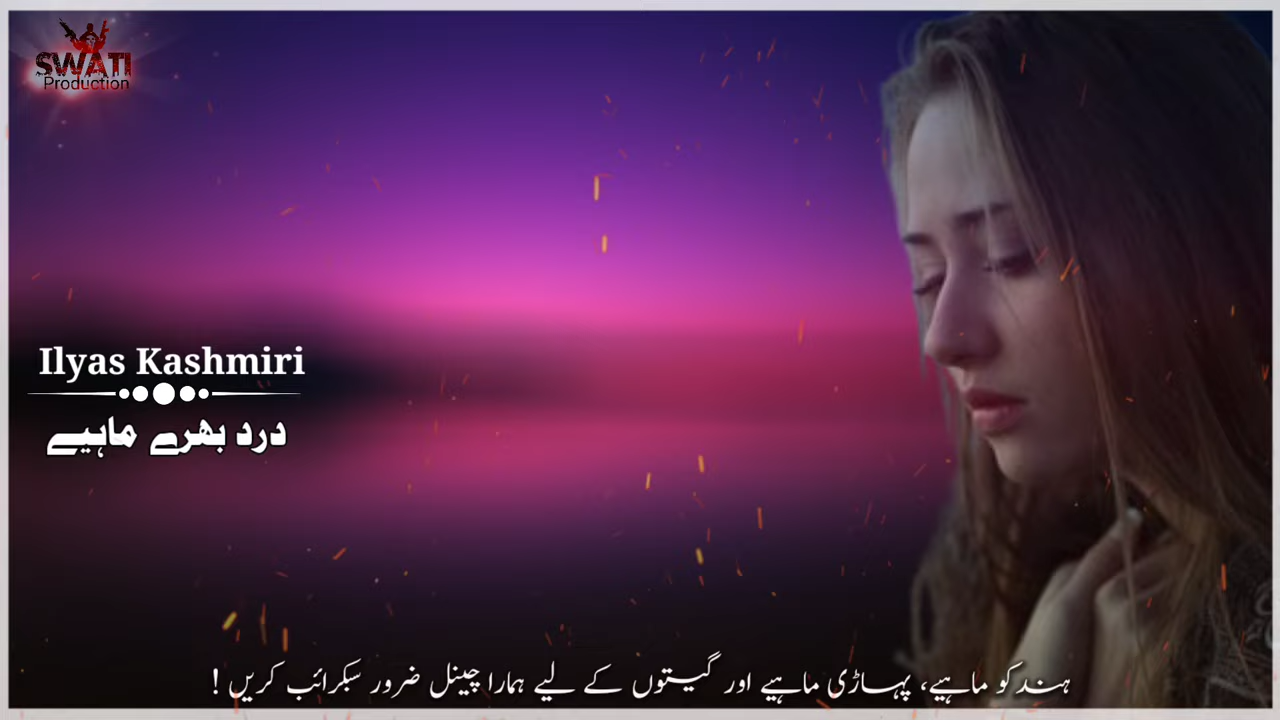 SWATI
Production
Ilyas Kashmiri
درد بھرے ماہیے
ہندکو ماہیے، پہاڑی ماہیے اور گیتوں کے لیے ہمارا چینل ضرور سبکرائب کریں !